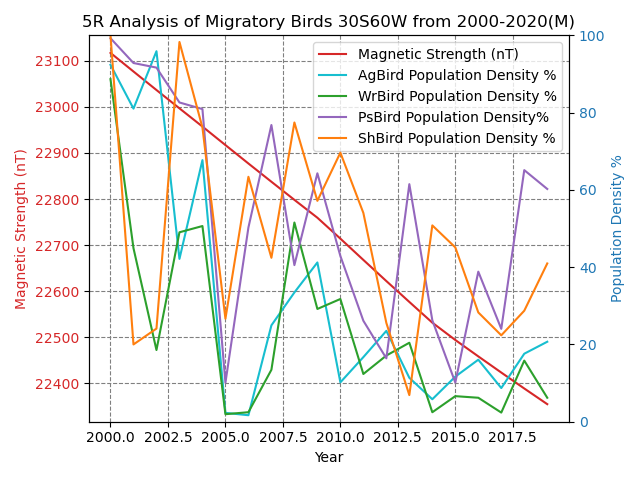 5R Analysis of Migratory Birds 30S60W from 2000-2020(M)
Magnetic Strength (nT)
AgBird Population Density %
WrBird Population Density %
PsBird Population Density%
ShBird Population Density %
Magnetic Strength (nT)
23100
23000
22900
22800
22700
22600
22500
22400
100
80
60
40
20
0
Population Density %
2000.0 2002.5 2005.0 2007.5 2010.0 2012.5 2015.0 2017.5
Year